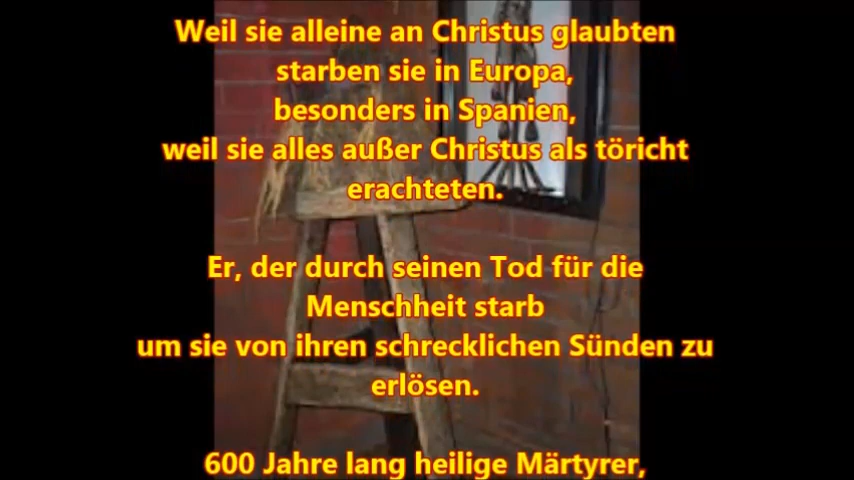 Weil sie alleine an Christus glaubten
starben sie in Europa,
besonders in Spanien,
weil sie alles außer Christus als töricht
erachteten.
Er, der durch seinen Tod für die
Menschheit starb
um sie von ihren schrecklichen Sünden zu
erlösen.
600 Jahre lang heilige Märtyrer,